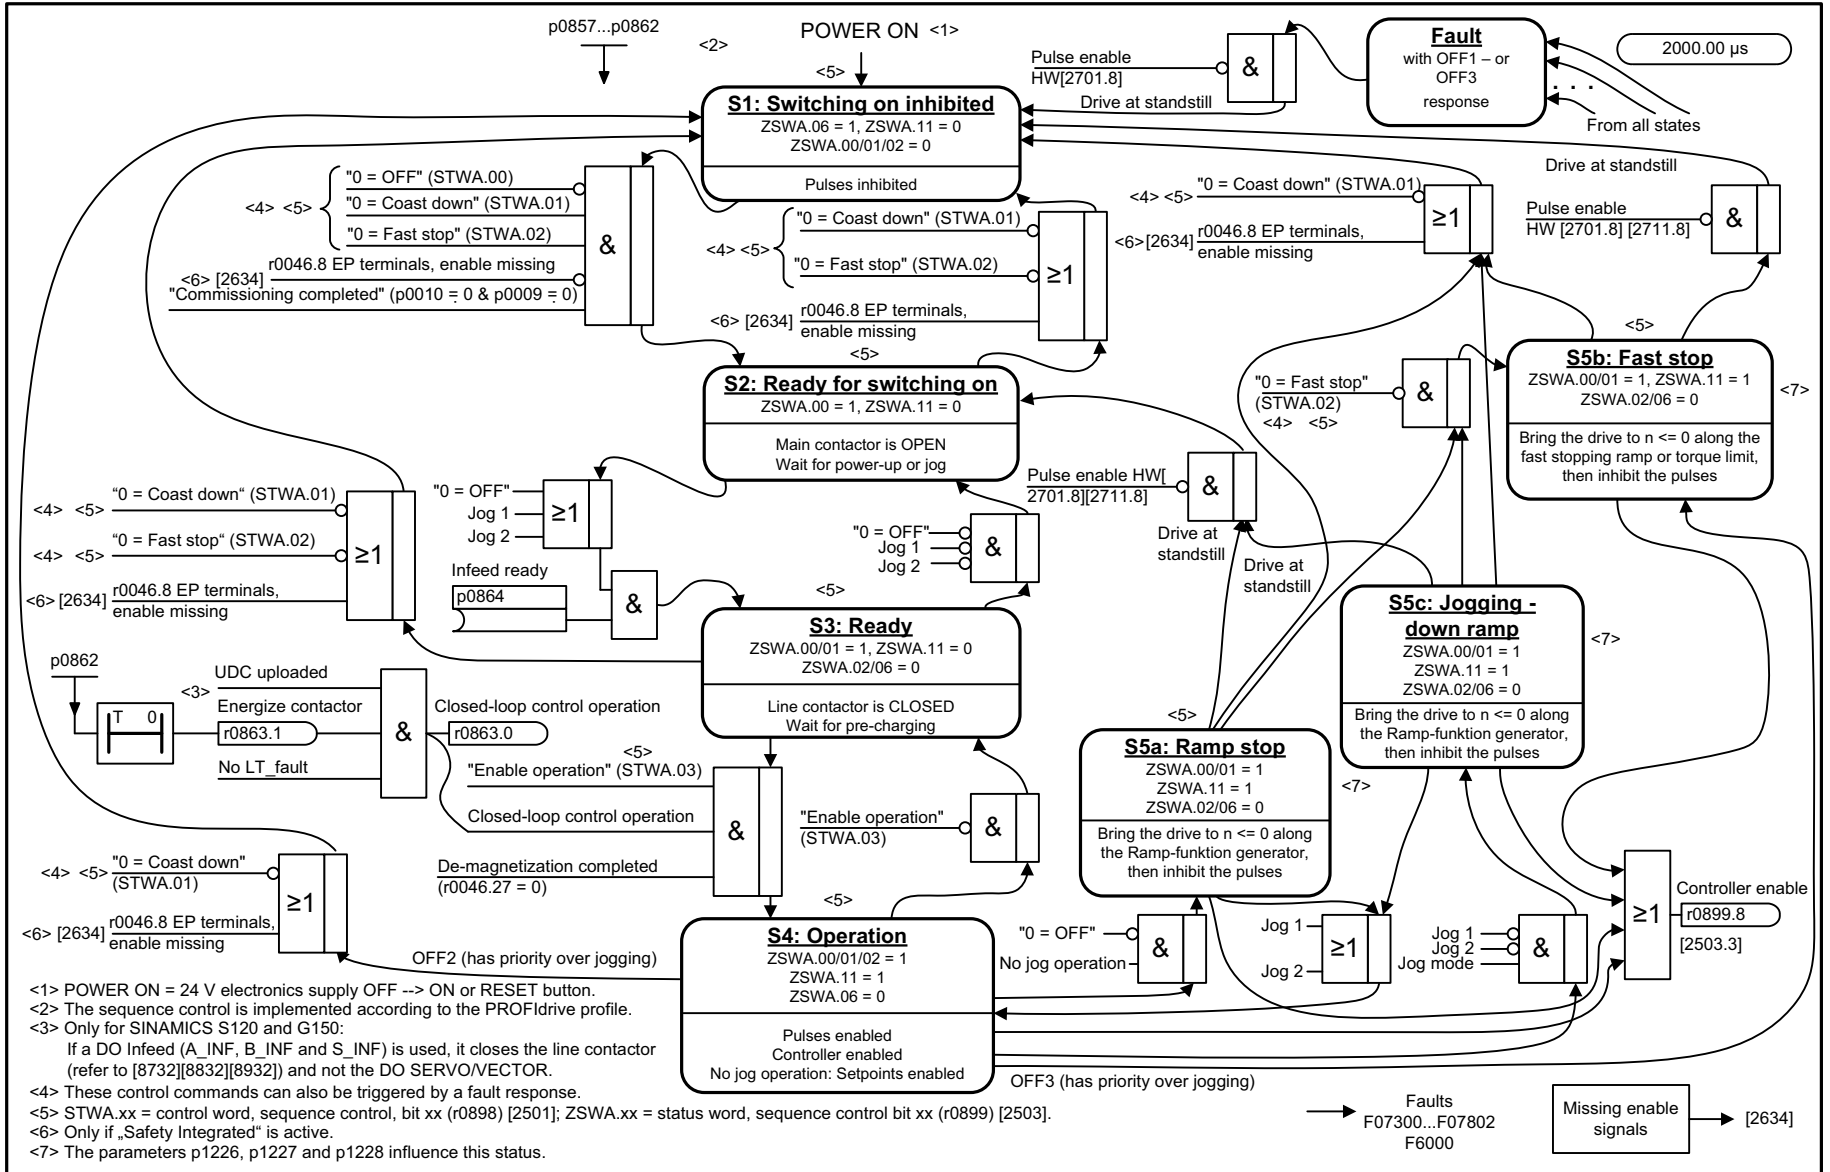 p0857...p0862
<2>
POWER ON <1>
<5>
Pulse enable
HW[2701.8]
&
Drive at standstill
Fault
with OFF1 – or
OFF3
response
. . .
From all states
2000.00 µs
S1: Switching on inhibited
ZSWA.06 = 1, ZSWA.11 = 0
ZSWA.00/01/02 = 0
Pulses inhibited
<4> <5>
"0 = OFF" (STWA.00)
"0 = Coast down" (STWA.01)
"0 = Fast stop" (STWA.02)
r0046.8 EP terminals, enable missing
<6> [2634]
"Commissioning completed" (p0010 = 0 & p0009 = 0)
&
<4> <5>
"0 = Coast down" (STWA.01)
"0 = Fast stop" (STWA.02)
<6> [2634] r0046.8 EP terminals,
enable missing
≥1
<4> <5>
"0 = Coast down" (STWA.01)
<6>[2634] r0046.8 EP terminals,
enable missing
≥1
Drive at standstill
Pulse enable
HW [2701.8] [2711.8]
&
<5>
S2: Ready for switching on
ZSWA.00 = 1, ZSWA.11 = 0
Main contactor is OPEN
Wait for power-up or jog
"0 = Fast stop"
(STWA.02)
<4> <5>
&
<5>
S5b: Fast stop
ZSWA.00/01 = 1, ZSWA.11 = 1
ZSWA.02/06 = 0
Bring the drive to n <= 0 along the
fast stopping ramp or torque limit,
then inhibit the pulses
<7>
<4> <5> “0 = Coast down“ (STWA.01)
<4> <5> “0 = Fast stop“ (STWA.02)
<6> [2634] r0046.8 EP terminals,
enable missing
≥1
"0 = OFF"
Jog 1
Jog 2
≥1
Infeed ready
p0864
&
"0 = OFF"
Jog 1
Jog 2
&
Pulse enable HW[
2701.8][2711.8]
&
Drive at
standstill
Drive at
standstill
<5>
S3: Ready
ZSWA.00/01 = 1, ZSWA.11 = 0
ZSWA.02/06 = 0
Line contactor is CLOSED
Wait for pre-charging
S5c: Jogging -
down ramp
ZSWA.00/01 = 1
ZSWA.11 = 1
ZSWA.02/06 = 0
Bring the drive to n <= 0 along
the Ramp-funktion generator,
then inhibit the pulses
<7>
p0862
T 0
UDC uploaded
<3>
Energize contactor
r0863.1
No LT_fault
&
Closed-loop control operation
r0863.0
<5>
"Enable operation" (STWA.03)
Closed-loop control operation
De-magnetization completed
(r0046.27 = 0)
&
"Enable operation"
(STWA.03)
&
<5>
S5a: Ramp stop
ZSWA.00/01 = 1
ZSWA.11 = 1
ZSWA.02/06 = 0
Bring the drive to n <= 0 along
the Ramp-funktion generator,
then inhibit the pulses
<7>
<4> <5> "0 = Coast down"
(STWA.01)
<6> [2634] r0046.8 EP terminals,
enable missing
≥1
OFF2 (has priority over jogging)
<5>
S4: Operation
ZSWA.00/01/02 = 1
ZSWA.11 = 1
ZSWA.06 = 0
Pulses enabled
Controller enabled
No jog operation: Setpoints enabled
"0 = OFF"
No jog operation
&
Jog 1
Jog 2
≥1
Jog 1
Jog 2
Jog mode
&
≥1
Controller enable
r0899.8
[2503.3]
OFF3 (has priority over jogging)
<1> POWER ON = 24 V electronics supply OFF --> ON or RESET button.
<2> The sequence control is implemented according to the PROFIdrive profile.
<3> Only for SINAMICS S120 and G150:
If a DO Infeed (A_INF, B_INF and S_INF) is used, it closes the line contactor
(refer to [8732][8832][8932]) and not the DO SERVO/VECTOR.
<4> These control commands can also be triggered by a fault response.
<5> STWA.xx = control word, sequence control, bit xx (r0898) [2501]; ZSWA.xx = status word, sequence control bit xx (r0899) [2503].
<6> Only if „Safety Integrated“ is active.
<7> The parameters p1226, p1227 and p1228 influence this status.
Faults
F07300...F07802
F6000
Missing enable
signals
[2634]